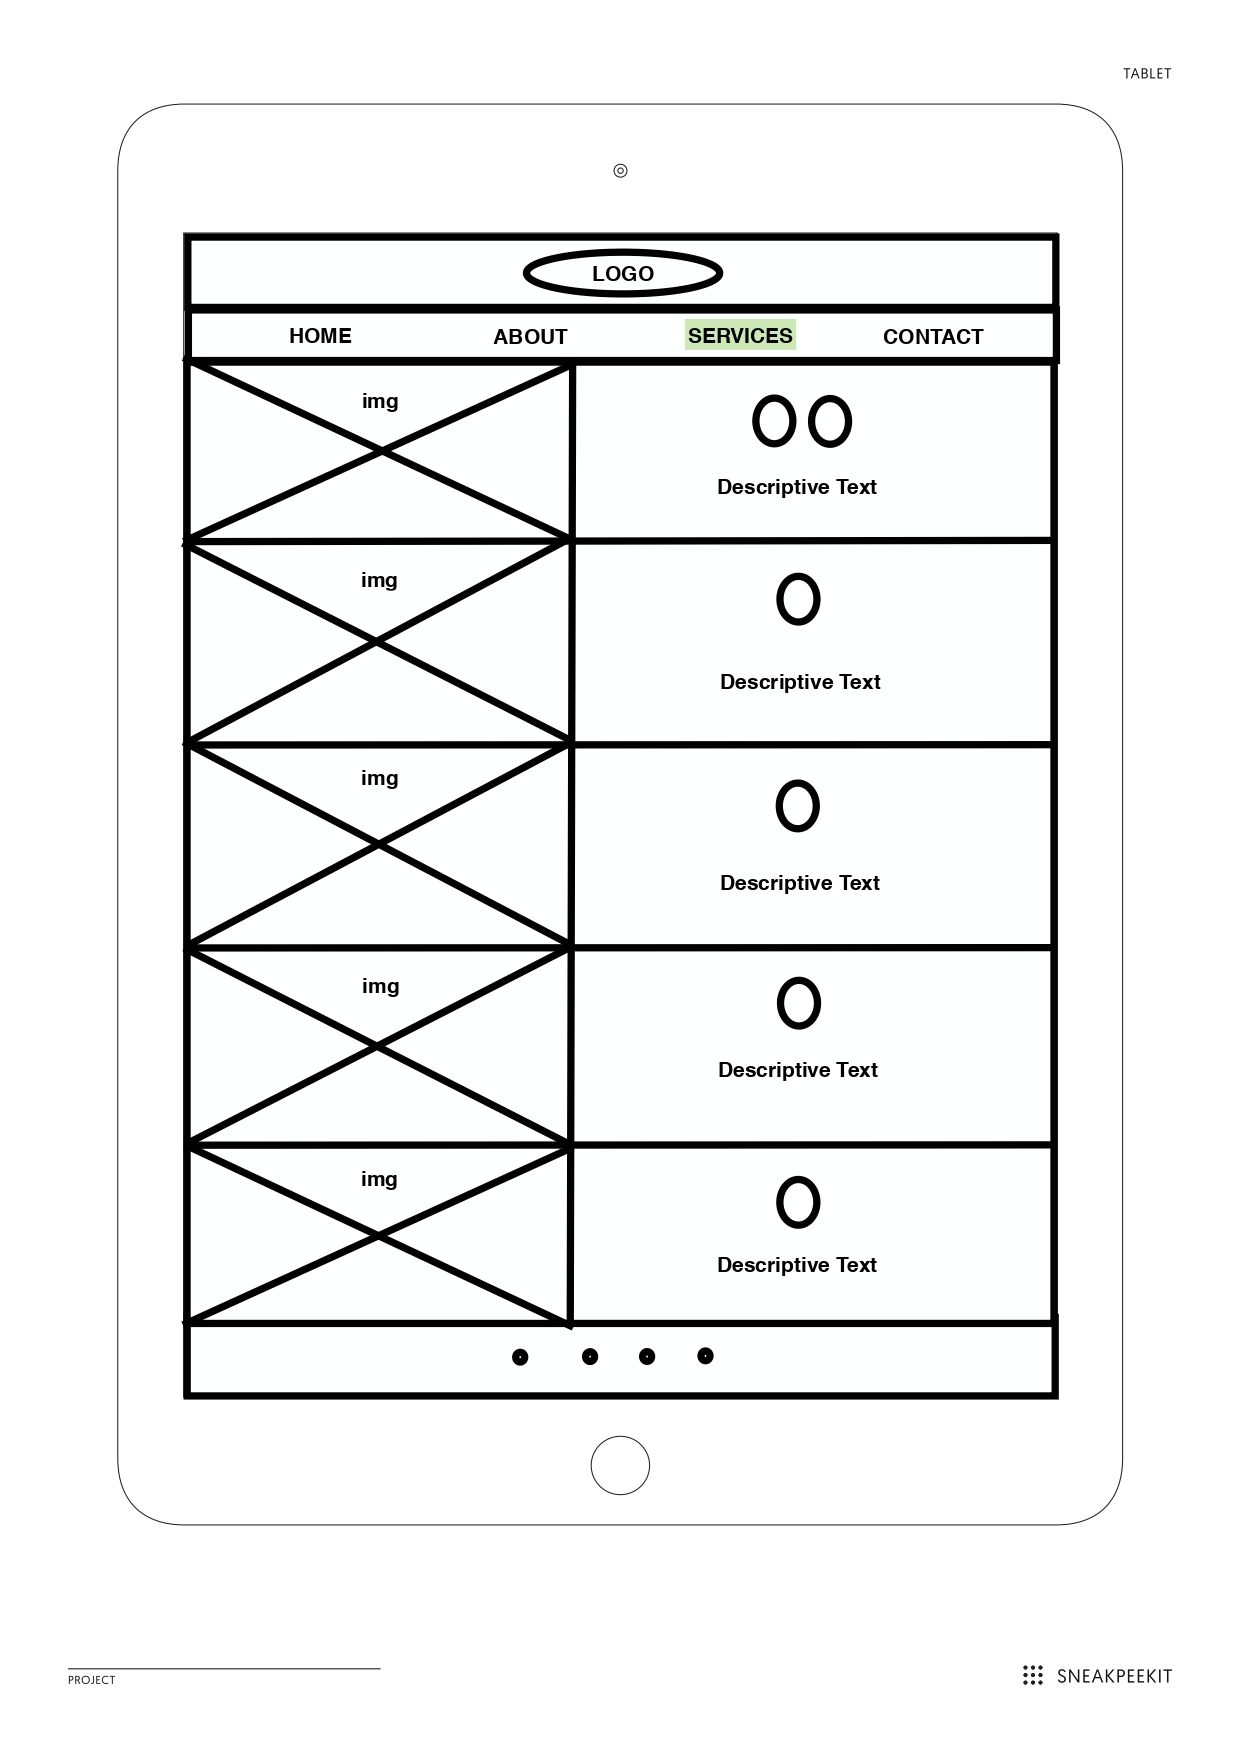 TABLET
LOGO
HOME ABOUT SERVICES CONTACT
img
Descriptive Text
img
Descriptive Text
img
Descriptive Text
img
Descriptive Text
img
Descriptive Text
PROJECT
SNEAKPEEKIT